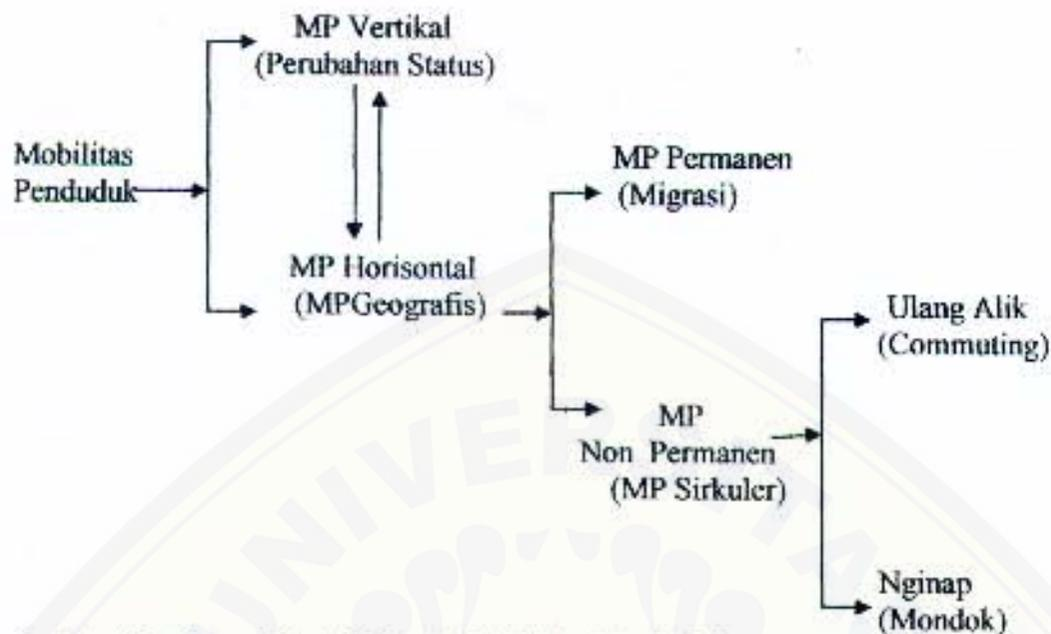 MP Vertikal
(Perubahan Status)
Mobilitas
Penduduk
MP Horisontal
(MPGeografis)
MP Permanen
(Migrasi)
MP
Non Permanen
(MP Sirkuler)
Ulang Alik
(Commuting)
Nginap
(Mondok)
UNIVERSITA